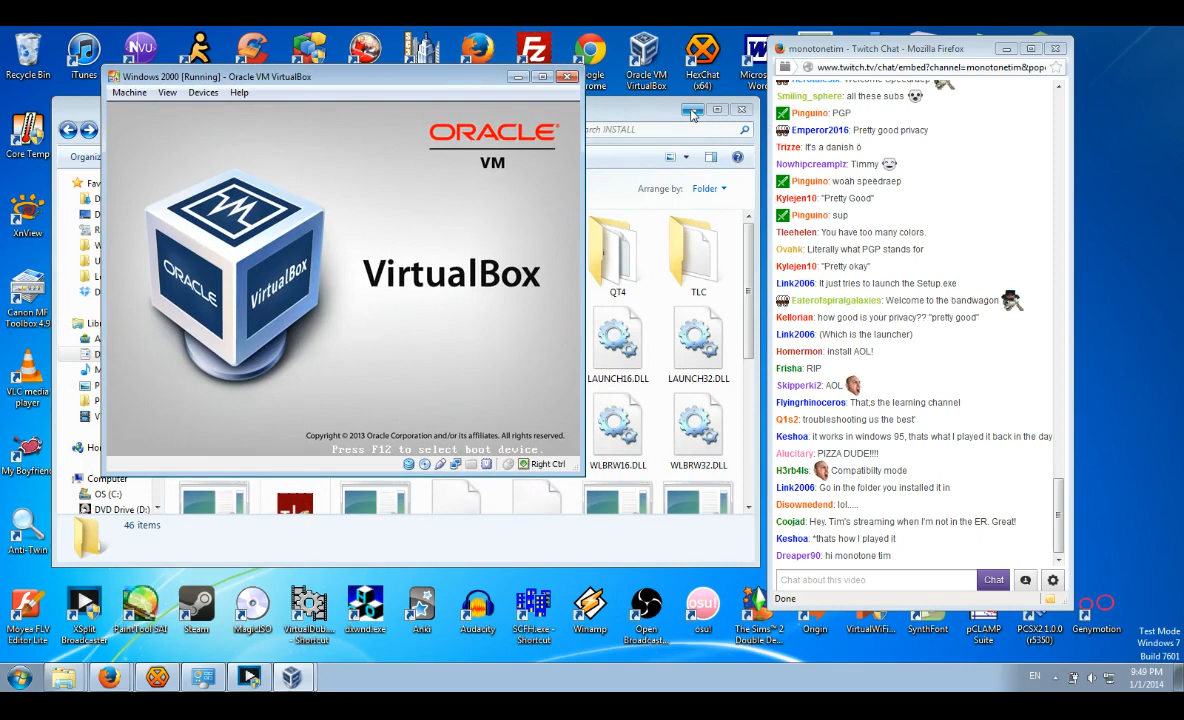 Recycle Bin
iTunes
Oracle VM
VirtualBox
HexChat
(x64)
Core Temp
XnView
Canon MF
Toolbox 4.9
VLC media
player
My Boyfriend
Anti-Twin
Windows 2000 [Running] - Oracle VM VirtualBox
Machine View Devices Help
ORACLE
VM
ORACLE
VirtualBox
VirtualBox
Copyright © 2013 Oracle Corporation and/or its affiliates. All rights reserved.
Press F12 to select boot device.
Right Ctrl
INSTALL
Organiz
Arrange by: Folder
Fav
Computer
OS (C:)
DVD Drive (D:)
QT4
TLC
LAUNCH16.DLL
LAUNCH32.DLL
WLBRW16.DLL
WLBRW32.DLL
46 items
monotonetim - Twitch Chat - Mozilla Firefox
www.twitch.tv/chat/embed?channel=monotonetim&pop
Smiling_sphere: all these subs
Pinguino: PGP
Emperor2016: Pretty good privacy
Trizze: It's a danish ó
Nowhipcreamplz: Timmy
Pinguino: woah speedraep
Kylejen10: "Pretty Good"
Pinguino: sup
Tleehelen: You have too many colors.
Ovahk: Literally what PGP stands for
Kylejen10: "Pretty okay"
Link2006: It just tries to launch the Setup.exe
Eaterofspiralgalaxies: Welcome to the bandwagon
Kellorian: how good is your privacy?? "pretty good"
Link2006: (Which is the launcher)
Homermon: install AOL!
Frisha: RIP
Skipperki2: AOL
Flyingrhinoceros: That;s the learning channel
Q1s2: troubleshooting us the best'
Keshoa: it works in windows 95, thats what I played it back in the day
Alucitary: PIZZA DUDE!!!!
H3rb4ls: Compatibilty mode
Link2006: Go in the folder you installed it in
Disownedend: lol.....
Coojad: Hey. Tim's streaming when I'm not in the ER. Great!
Keshoa: *thats how I played it
Dreaper90: hi monotone tim
Chat about this video
Chat
Done
Moyea FLV
Editor Lite
XSplit
Broadcaster
PaintTool SAI
Steam
MagicISO
VirtualDub...
- Shortcut
dxwnd.exe
Anki
Audacity
SCFH.exe -
Shortcut
Winamp
Open
Broadcast...
osu!
The Sims™ 2
Double De...
Origin
VirtualWiFi...
SynthFont
pCLAMP
Suite
PCSX2 1.0.0
(r5350)
Genymotion
Test Mode
Windows 7
Build 7601
EN
9:49 PM
1/1/2014